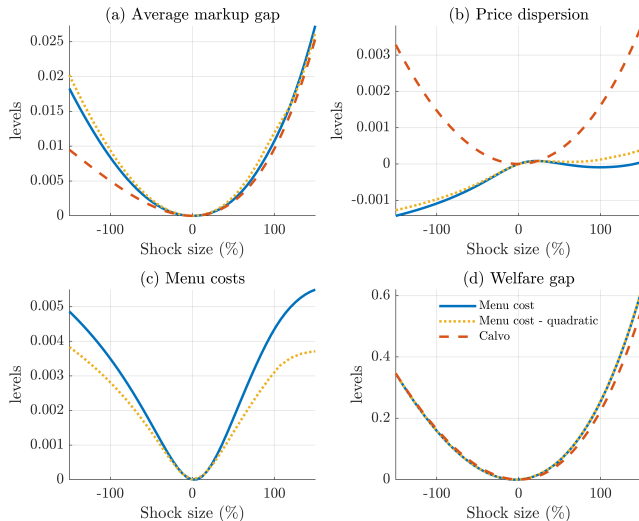 (a) Average markup gap
0.025
0.02
0.015
0.01
0.005
0
levels
-100
0
100
Shock size (%)
(b) Price dispersion
0.003
0.002
0.001
0
-0.001
levels
-100
0
100
Shock size (%)
(c) Menu costs
0.005
0.004
0.003
0.002
0.001
0
levels
-100
0
100
Shock size (%)
(d) Welfare gap
0.6
0.4
0.2
0
levels
Menu cost
Menu cost - quadratic
Calvo
-100
0
100
Shock size (%)